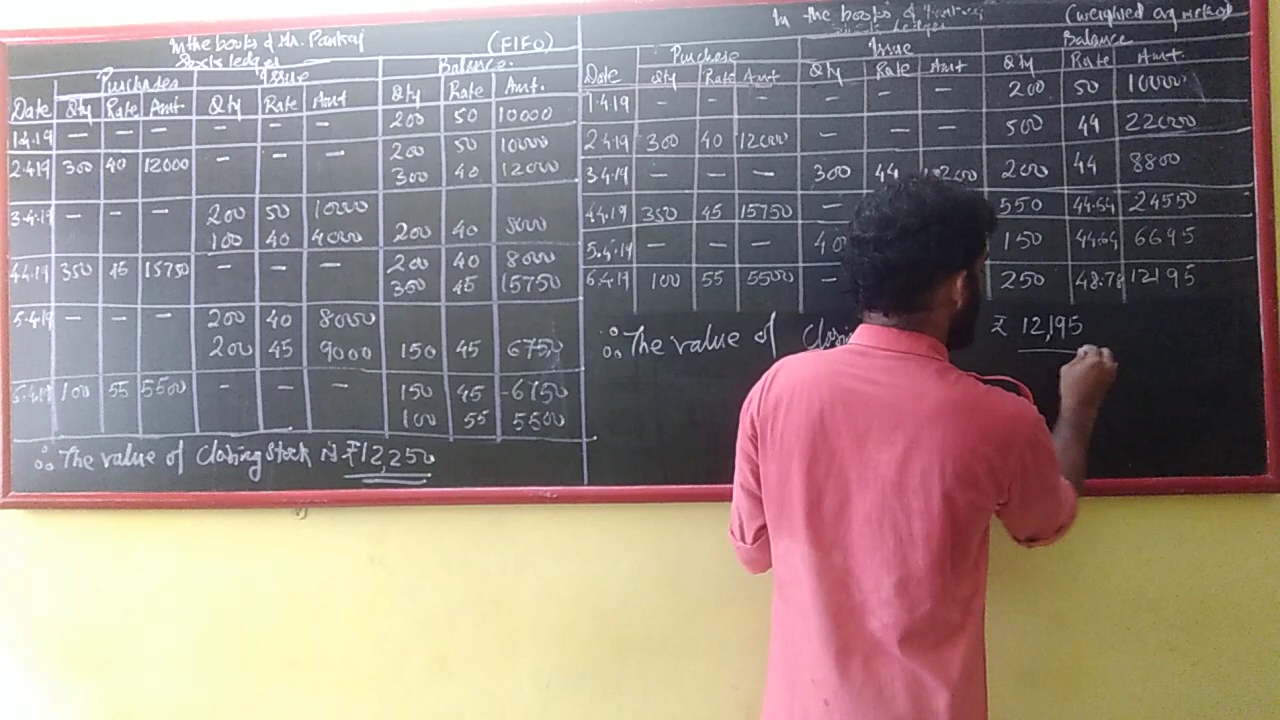 In the books of Mr. Pankaj (FIFO)
Stock ledger
Purchases Issue Balance.
Date Qty Rate Amt Qty Rate Amt Qty Rate Amt.
1.4.19 — — — — — — 200 50 10000
2.4.19 300 40 12000 — — — 200 50 10000
300 40 12000
3.4.19 — — — 200 50 10000
100 40 4000 200 40 8000
4.4.19 350 45 15750 — — — 200 40 8000
350 45 15750
5.4.19 — — — 200 40 8000
200 45 9000 150 45 6750
6.4.19 100 55 5500 — — — 150 45 6750
100 55 5500
∴ The value of closing stock is ₹12,250
In the books of Pankaj (weighted avg method)
Purchase Issue Balance
Date Qty Rate Amt Qty Rate Amt Qty Rate Amt.
1.4.19 — — — — — — 200 50 10000
2.4.19 300 40 12000 — — — 500 44 22000
3.4.19 — — — 300 44 200 44 8800
4.4.19 350 45 15750 — 550 44.64 24550
5.4.19 — — — 40 150 44.64 6695
6.4.19 100 55 5500 — 250 48.78 12195
∴ The value of ₹ 12,195